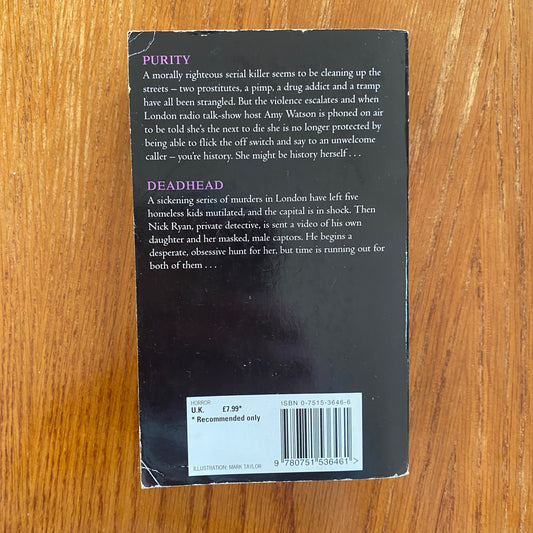 PURITY
A morally righteous serial killer seems to be cleaning up the
streets – two prostitutes, a pimp, a drug addict and a tramp
have all been strangled. But the violence escalates and when
London radio talk-show host Amy Watson is phoned on air
to be told she's the next to die she is no longer protected by
being able to flick the off switch and say to an unwelcome
caller – you're history. She might be history herself . . .
DEADHEAD
A sickening series of murders in London have left five
homeless kids mutilated, and the capital is in shock. Then
Nick Ryan, private detective, is sent a video of his own
daughter and her masked, male captors. He begins a
desperate, obsessive hunt for her, but time is running out for
both of them . . .
HORROR
U.K. £7.99*
* Recommended only
ILLUSTRATION: MARK TAYLOR
ISBN 0-7515-3646-6
9 780751 536461 >